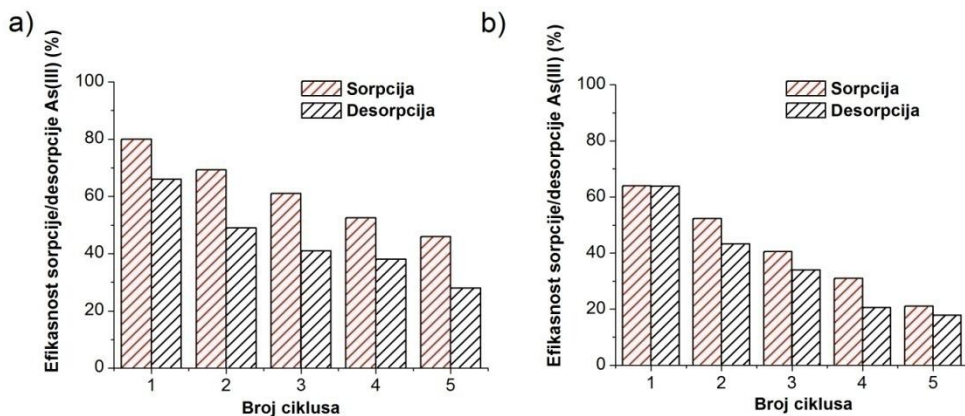 a)
Efikasnost sorpcije/desorpcije As(III) (%)
100
80
60
40
20
0
Sorpcija
Desorpcija
1 2 3 4 5
Broj ciklusa
b)
Efikasnost sorpcije/desorpcije As(III) (%)
100
80
60
40
20
0
Sorpcija
Desorpcija
1 2 3 4 5
Broj ciklusa